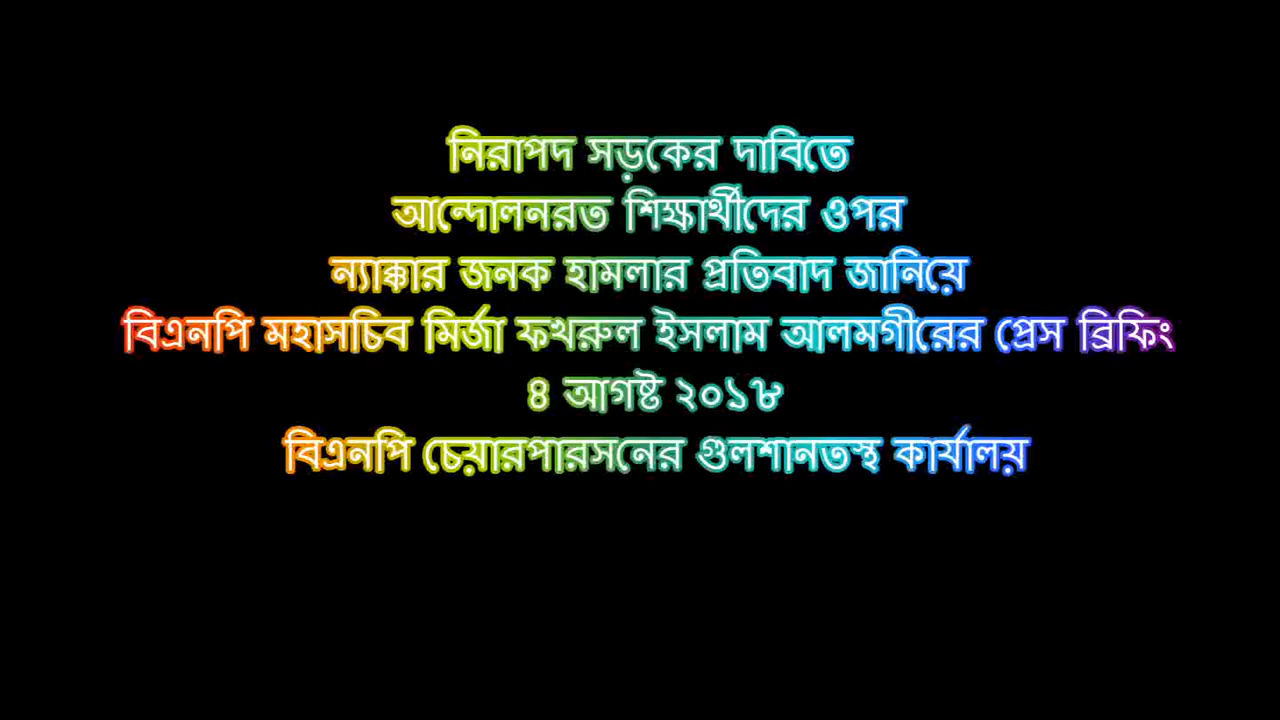 নিরাপদ সড়কের দাবিতে
আন্দোলনরত শিক্ষার্থীদের ওপর
ন্যাক্কার জনক হামলার প্রতিবাদ জানিয়ে
বিএনপি মহাসচিব মির্জা ফখরুল ইসলাম আলমগীরের প্রেস ব্রিফিং
৪ আগষ্ট ২০১৮
বিএনপি চেয়ারপারসনের গুলশানতস্থ কার্যালয়